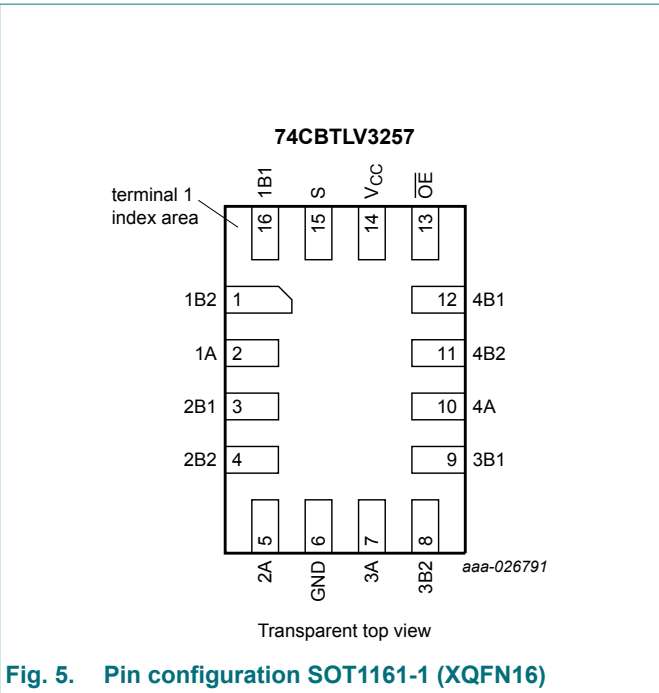 74CBTLV3257
1B1 S VCC O̅E̅
terminal 1
index area
16 15 14 13
1B2 1 12 4B1
1A 2 11 4B2
2B1 3 10 4A
2B2 4 9 3B1
5 6 7 8
2A GND 3A 3B2 aaa-026791
Transparent top view
Fig. 5. Pin configuration SOT1161-1 (XQFN16)